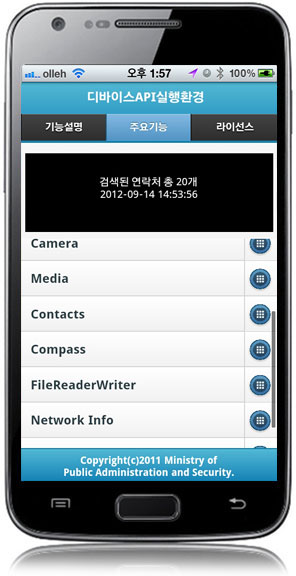 olleh 오후 1:57 100%
디바이스API실행환경
기능설명 주요기능 라이선스
검색된 연락처 총 20개
2012-09-14 14:53:56
Camera
Media
Contacts
Compass
FileReaderWriter
Network Info
Copyright(c)2011 Ministry of
Public Administration and Security.